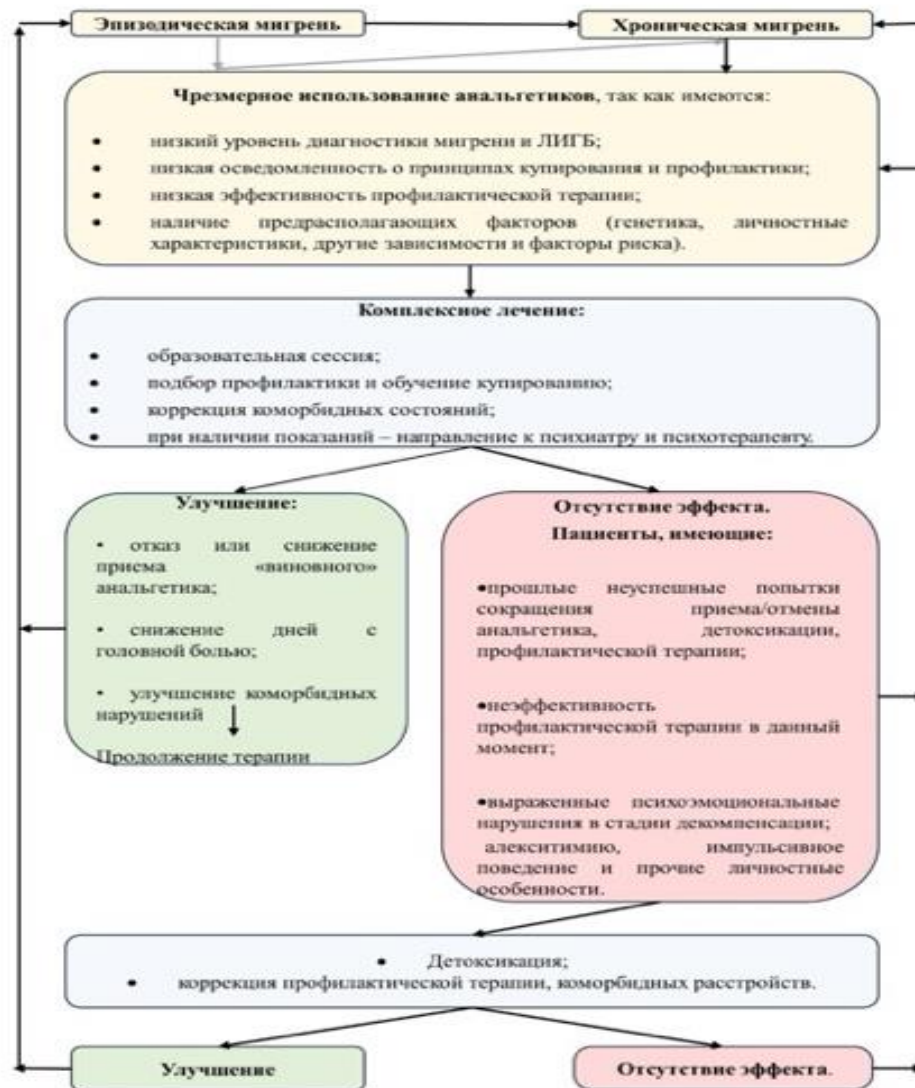 Эпизодическая мигрень
Хроническая мигрень
Чрезмерное использование анальгетиков, так как имеются:
• низкий уровень диагностики мигрени и ЛИГБ;
• низкая осведомленность о принципах купирования и профилактики;
• низкая эффективность профилактической терапии;
• наличие предрасполагающих факторов (генетика, личностные
характеристики, другие зависимости и факторы риска).
Комплексное лечение:
• образовательная сессия;
• подбор профилактики и обучение купированию;
• коррекция коморбидных состояний;
• при наличии показаний – направление к психиатру и психотерапевту.
Улучшение:
• отказ или снижение
приема «виновного»
анальгетика;
• снижение дней с
головной болью;
• улучшение коморбидных
нарушений
Продолжение терапии
Отсутствие эффекта.
Пациенты, имеющие:
•прошлые неуспешные попытки
сокращения приема/отмены
анальгетика, детоксикации,
профилактической терапии;
•неэффективность
профилактической терапии в данный
момент;
•выраженные психоэмоциональные
нарушения в стадии декомпенсации;
алекситимию, импульсивное
поведение и прочие личностные
особенности.
• Детоксикация;
• коррекция профилактической терапии, коморбидных расстройств.
Улучшение
Отсутствие эффекта.